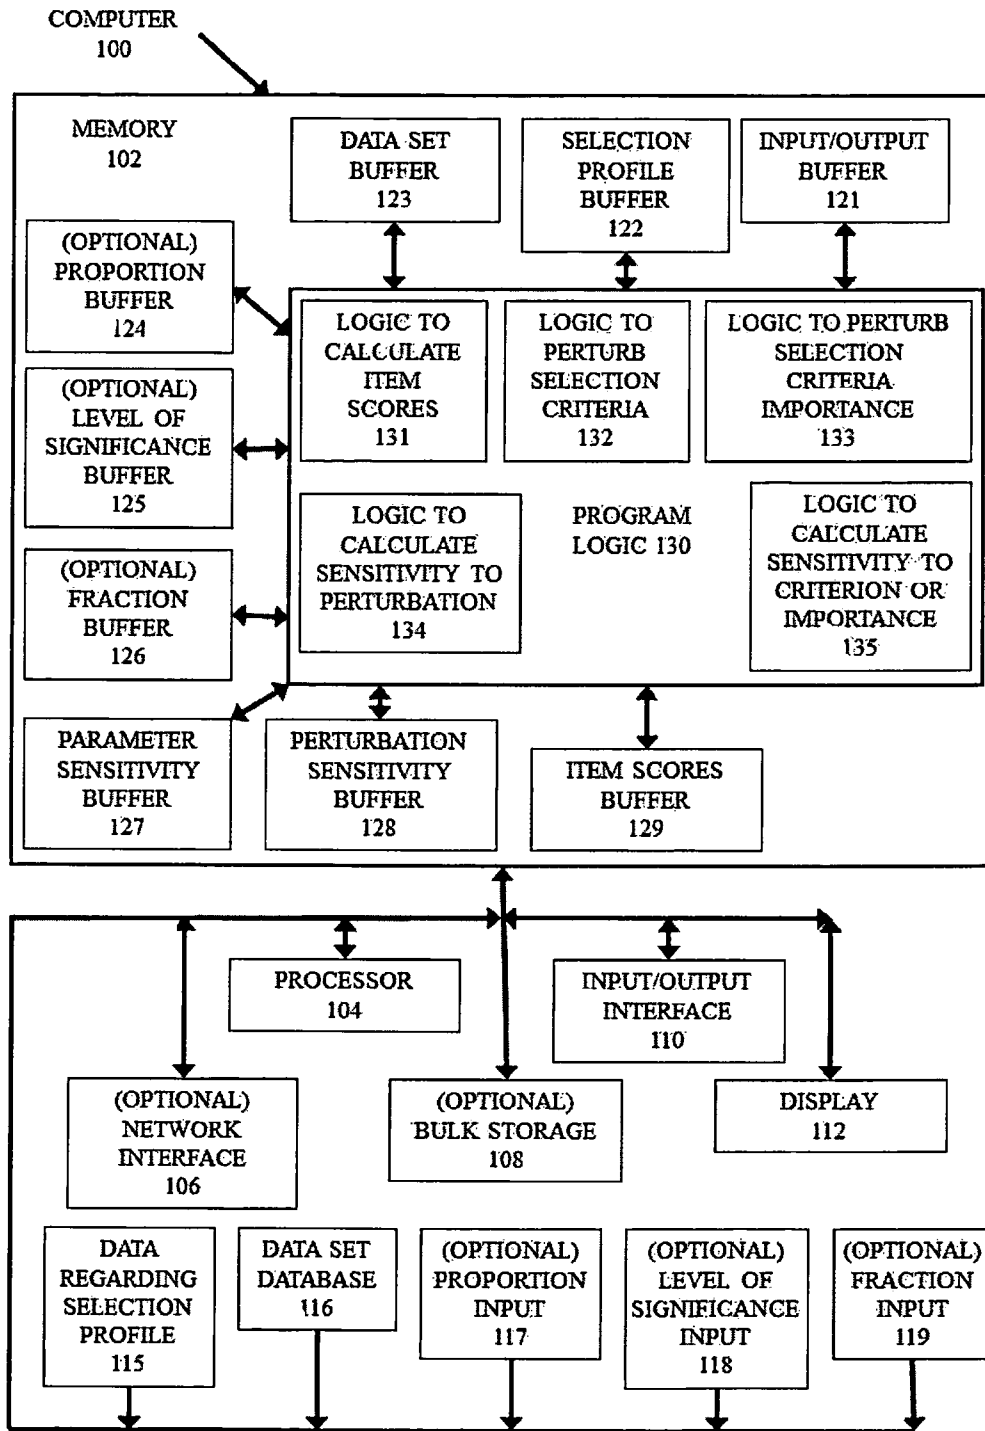 COMPUTER
100
MEMORY
102
DATA SET
BUFFER
123
SELECTION
PROFILE
BUFFER
122
INPUT/OUTPUT
BUFFER
121
(OPTIONAL)
PROPORTION
BUFFER
124
(OPTIONAL)
LEVEL OF
SIGNIFICANCE
BUFFER
125
(OPTIONAL)
FRACTION
BUFFER
126
LOGIC TO
CALCULATE
ITEM
SCORES
131
LOGIC TO
PERTURB
SELECTION
CRITERIA
132
LOGIC TO PERTURB
SELECTION
CRITERIA
IMPORTANCE
133
LOGIC TO
CALCULATE
SENSITIVITY TO
PERTURBATION
134
PROGRAM
LOGIC 130
LOGIC TO
CALCULATE
SENSITIVITY TO
CRITERION OR
IMPORTANCE
135
PARAMETER
SENSITIVITY
BUFFER
127
PERTURBATION
SENSITIVITY
BUFFER
128
ITEM SCORES
BUFFER
129
PROCESSOR
104
INPUT/OUTPUT
INTERFACE
110
(OPTIONAL)
NETWORK
INTERFACE
106
(OPTIONAL)
BULK STORAGE
108
DISPLAY
112
DATA
REGARDING
SELECTION
PROFILE
115
DATA SET
DATABASE
116
(OPTIONAL)
PROPORTION
INPUT
117
(OPTIONAL)
LEVEL OF
SIGNIFICANCE
INPUT
118
(OPTIONAL)
FRACTION
INPUT
119